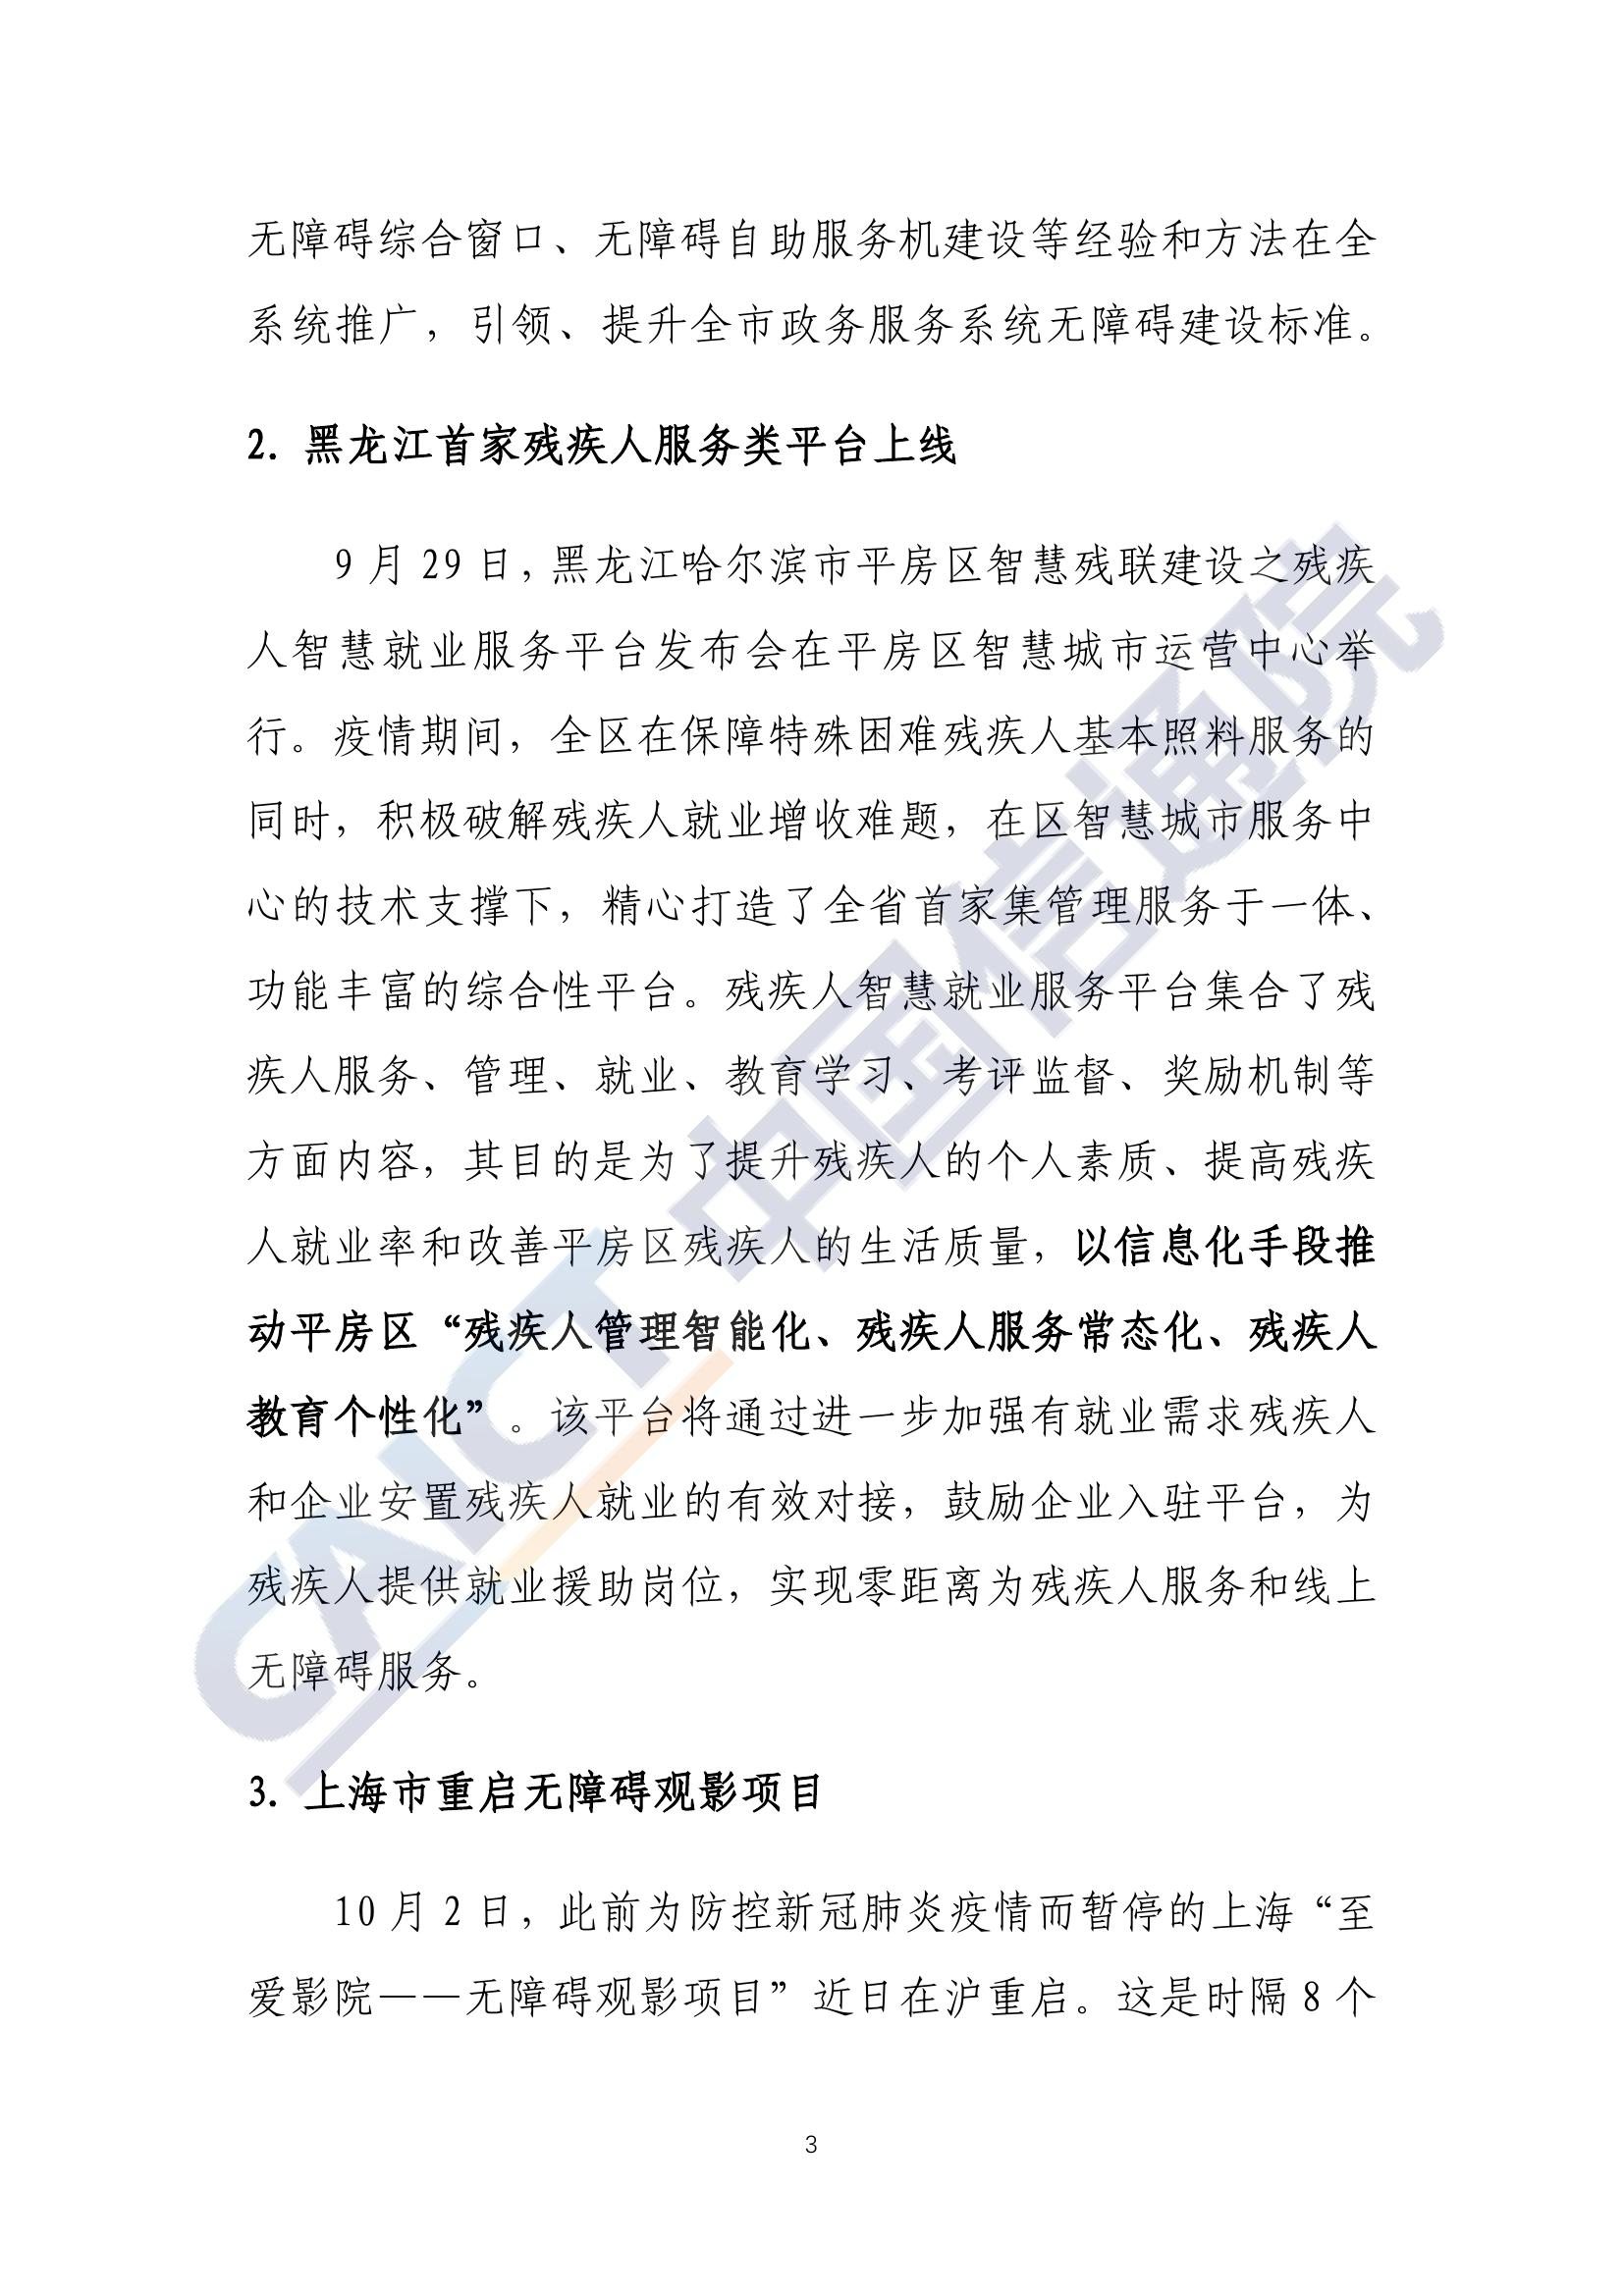 无障碍综合窗口、无障碍自助服务机建设等经验和方法在全
系统推广，引领、提升全市政务服务系统无障碍建设标准。
2. 黑龙江首家残疾人服务类平台上线
9 月 29 日，黑龙江哈尔滨市平房区智慧残联建设之残疾
人智慧就业服务平台发布会在平房区智慧城市运营中心举
行。疫情期间，全区在保障特殊困难残疾人基本照料服务的
同时，积极破解残疾人就业增收难题，在区智慧城市服务中
心的技术支撑下，精心打造了全省首家集管理服务于一体、
功能丰富的综合性平台。残疾人智慧就业服务平台集合了残
疾人服务、管理、就业、教育学习、考评监督、奖励机制等
方面内容，其目的是为了提升残疾人的个人素质、提高残疾
人就业率和改善平房区残疾人的生活质量，以信息化手段推
动平房区“残疾人管理智能化、残疾人服务常态化、残疾人
教育个性化”。该平台将通过进一步加强有就业需求残疾人
和企业安置残疾人就业的有效对接，鼓励企业入驻平台，为
残疾人提供就业援助岗位，实现零距离为残疾人服务和线上
无障碍服务。
3. 上海市重启无障碍观影项目
10 月 2 日，此前为防控新冠肺炎疫情而暂停的上海“至
爱影院——无障碍观影项目”近日在沪重启。这是时隔 8 个
3
CAICT 中国信通院